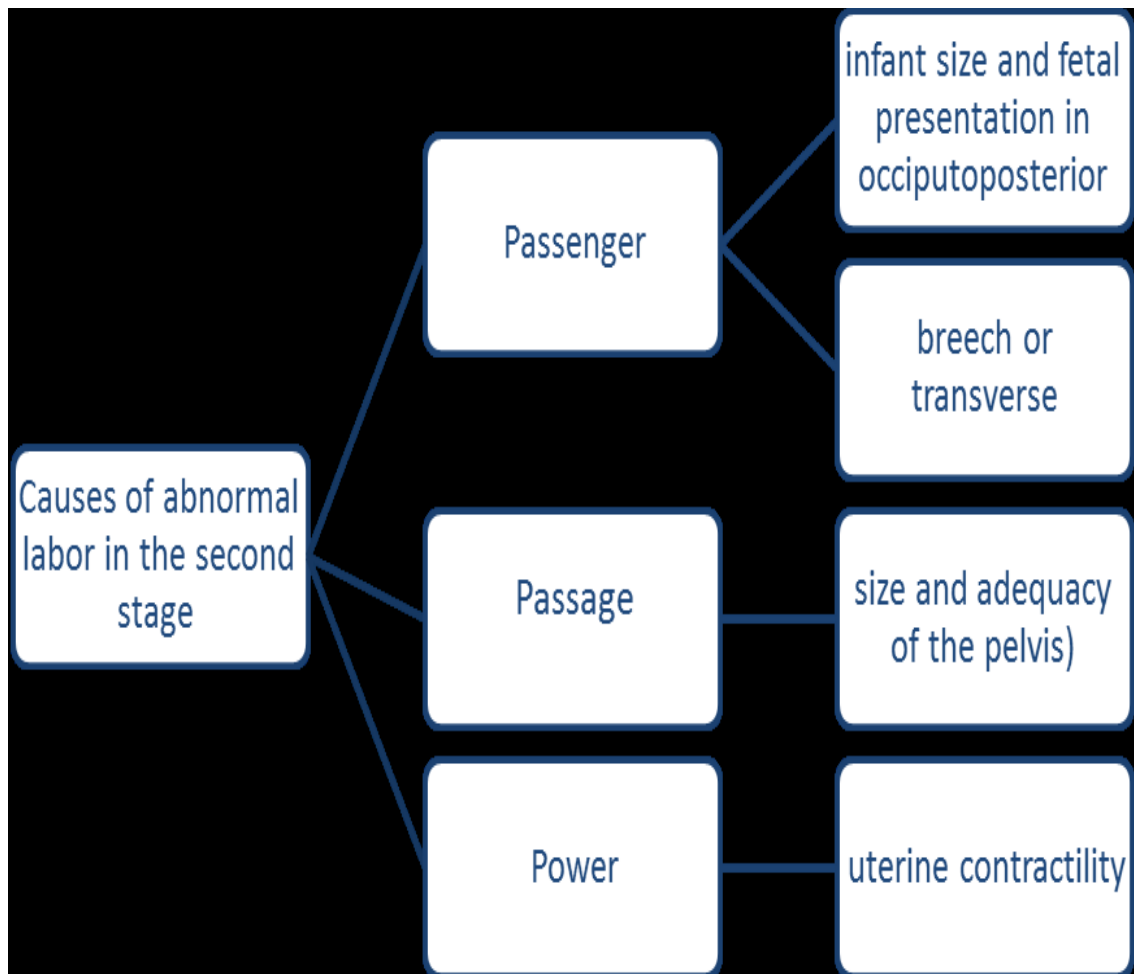 Causes of abnormal
labor in the second
stage
Passenger
infant size and fetal
presentation in
occiputoposterior
breech or
transverse
Passage
size and adequacy
of the pelvis)
Power
uterine contractility